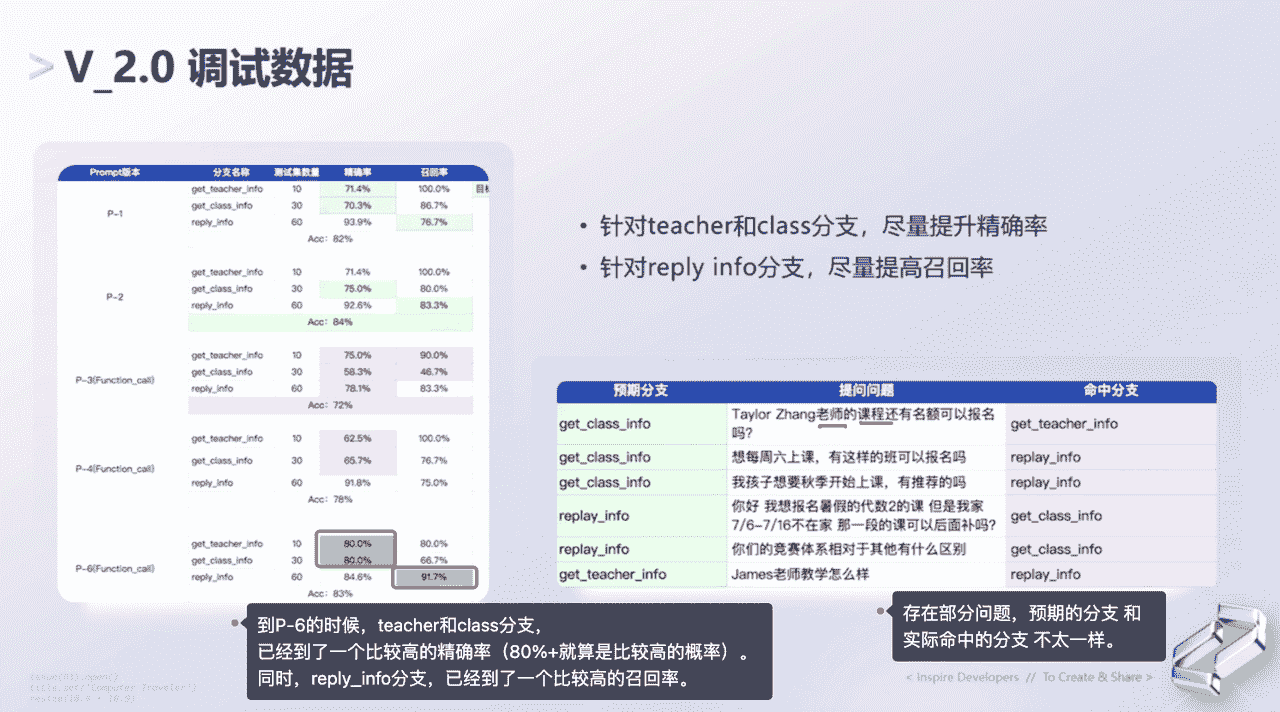 > V_2.0 调试数据
Prompt版本 分支名称 测试集数量 精确率 召回率
get_teacher_info 10 71.4% 100.0% 目标
P-1 get_class_info 30 70.3% 86.7%
reply_info 60 93.9% 76.7%
Acc：82%
get_teacher_info 10 71.4% 100.0%
P-2 get_class_info 30 75.0% 80.0%
reply_info 60 92.6% 83.3%
Acc：84%
get_teacher_info 10 75.0% 90.0%
P-3(Function_call) get_class_info 30 58.3% 46.7%
reply_info 60 78.1% 83.3%
Acc：72%
get_teacher_info 10 62.5% 100.0%
P-4(Function_call) get_class_info 30 65.7% 76.7%
reply_info 60 91.8% 75.0%
Acc：78%
get_teacher_info 10 80.0% 80.0%
P-6(Function_call) get_class_info 30 80.0% 66.7%
reply_info 60 84.6% 91.7%
Acc：83%
• 针对teacher和class分支，尽量提升精确率
• 针对reply info分支，尽量提高召回率
预期分支 提问问题 命中分支
get_class_info Taylor Zhang老师的课程还有名额可以报名 get_teacher_info
吗?
get_class_info 想每周六上课，有这样的班可以报名吗 replay_info
get_class_info 我孩子想要秋季开始上课，有推荐的吗 replay_info
replay_info 你好 我想报名暑假的代数2的课 但是我家 get_class_info
7/6-7/16不在家 那一段的课可以后面补吗?
replay_info 你们的竞赛体系相对于其他有什么区别 get_class_info
get_teacher_info James老师教学怎么样 replay_info
到P-6的时候，teacher和class分支，
已经到了一个比较高的精确率（80%+就算是比较高的概率）。
同时，reply_info分支，已经到了一个比较高的召回率。
存在部分问题，预期的分支 和
实际命中的分支 不太一样。
< Inspire Developers // To Create & Share >